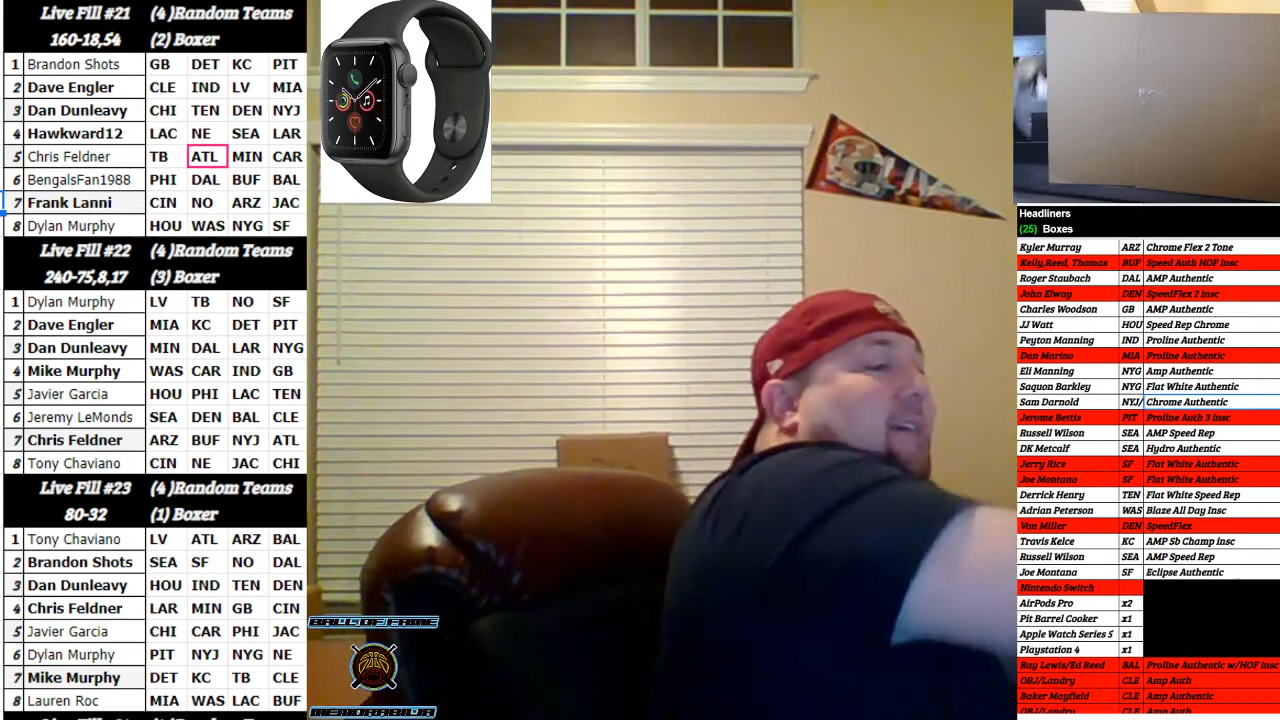 Live Fill #21 (4 )Random Teams
160-18,54 (2) Boxer
1 Brandon Shots GB DET KC PIT
2 Dave Engler CLE IND LV MIA
3 Dan Dunleavy CHI TEN DEN NYJ
4 Hawkward12 LAC NE SEA LAR
5 Chris Feldner TB ATL MIN CAR
6 BengalsFan1988 PHI DAL BUF BAL
7 Frank Lanni CIN NO ARZ JAC
8 Dylan Murphy HOU WAS NYG SF
Live Fill #22 (4 )Random Teams
240-75,8,17 (3) Boxer
1 Dylan Murphy LV TB NO SF
2 Dave Engler MIA KC DET PIT
3 Dan Dunleavy MIN DAL LAR NYG
4 Mike Murphy WAS CAR IND GB
5 Javier Garcia HOU PHI LAC TEN
6 Jeremy LeMonds SEA DEN BAL CLE
7 Chris Feldner ARZ BUF NYJ ATL
8 Tony Chaviano CIN NE JAC CHI
Live Fill #23 (4 )Random Teams
80-32 (1) Boxer
1 Tony Chaviano LV ATL ARZ BAL
2 Brandon Shots SEA SF NO DAL
3 Dan Dunleavy HOU IND TEN DEN
4 Chris Feldner LAR MIN GB CIN
5 Javier Garcia CHI CAR PHI JAC
6 Dylan Murphy PIT NYJ NYG NE
7 Mike Murphy DET KC TB CLE
8 Lauren Roc MIA WAS LAC BUF
BALL OF FAME
MEMORABILIA
Headliners
(25) Boxes
Kyler Murray ARZ Chrome Flex 2 Tone
Kelly,Reed, Thomas BUF Speed Auth HOF insc
Roger Staubach DAL AMP Authentic
John Elway DEN SpeedFlex 2 insc
Charles Woodson GB AMP Authentic
JJ Watt HOU Speed Rep Chrome
Peyton Manning IND Proline Authentic
Dan Marino MIA Proline Authentic
Eli Manning NYG Amp Authentic
Saquon Barkley NYG Flat White Authentic
Sam Darnold NYJ/ Chrome Authentic
Jerome Bettis PIT Proline Auth 3 insc
Russell Wilson SEA AMP Speed Rep
DK Metcalf SEA Hydro Authentic
Jerry Rice SF Flat White Authentic
Joe Montana SF Flat White Authentic
Derrick Henry TEN Flat White Speed Rep
Adrian Peterson WAS Blaze All Day Insc
Von Miller DEN SpeedFlex
Travis Kelce KC AMP Sb Champ insc
Russell Wilson SEA AMP Speed Rep
Joe Montana SF Eclipse Authentic
Nintendo Switch
AirPods Pro x2
Pit Barrel Cooker x1
Apple Watch Series 5 x1
Playstation 4 x1
Ray Lewis/Ed Reed BAL Proline Authentic w/HOF insc
OBJ/Landry CLE Amp Auth
Baker Mayfield CLE Amp Authentic
OBJ/Landry CLE Amp Auth